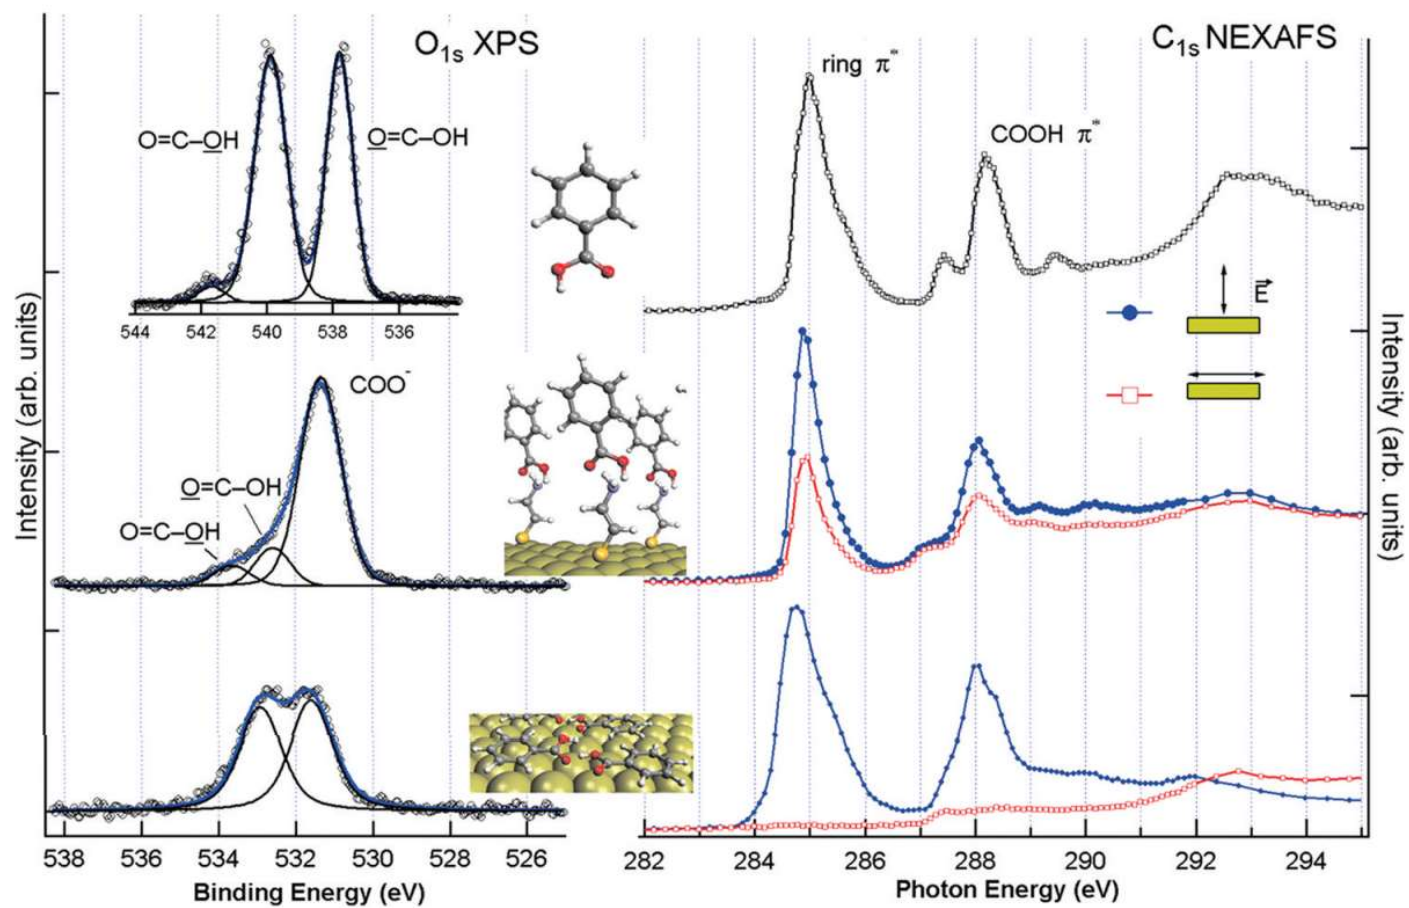 O1s XPS
C1s NEXAFS
ring π*
O=C–OH
O=C–OH
COOH π*
E
544 542 540 538 536
COO-
O=C–OH
O=C–OH
Intensity (arb. units)
Intensity (arb. units)
538 536 534 532 530 528 526
282 284 286 288 290 292 294
Binding Energy (eV)
Photon Energy (eV)